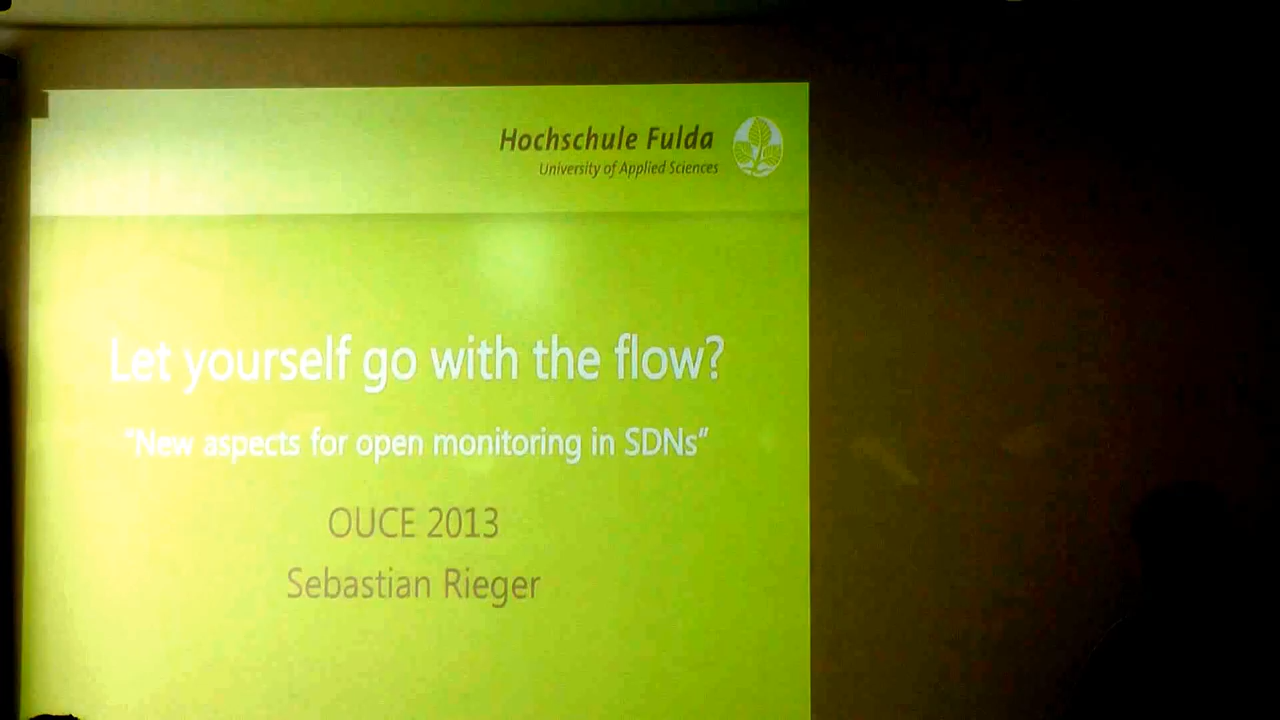 Hochschule Fulda
University of Applied Sciences
Let yourself go with the flow?
"New aspects for open monitoring in SDNs"
OUCE 2013
Sebastian Rieger